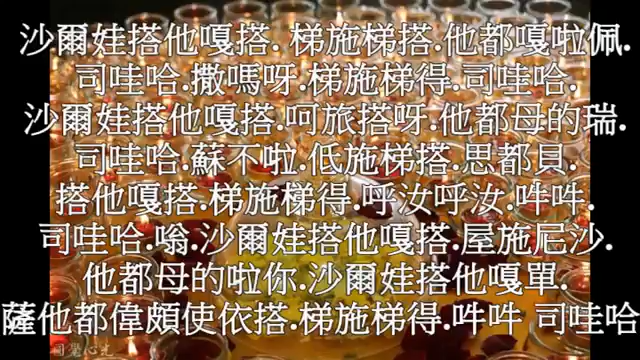 沙爾娃搭他嘎搭. 梯施梯搭.他都嘎啦佩.
司哇哈.撒嗎呀.梯施梯得.司哇哈.
沙爾娃搭他嘎搭.呵旅搭呀.他都母的瑞.
司哇哈.蘇不啦.低施梯搭.思都貝.
搭他嘎搭.梯施梯得.呼汝呼汝.吽吽.
司哇哈.嗡.沙爾娃搭他嘎搭.屋施尼沙.
他都母的啦你.沙爾娃搭他嘎單.
薩他都偉頗使依搭.梯施梯得.吽吽 司哇哈
圓覺心光